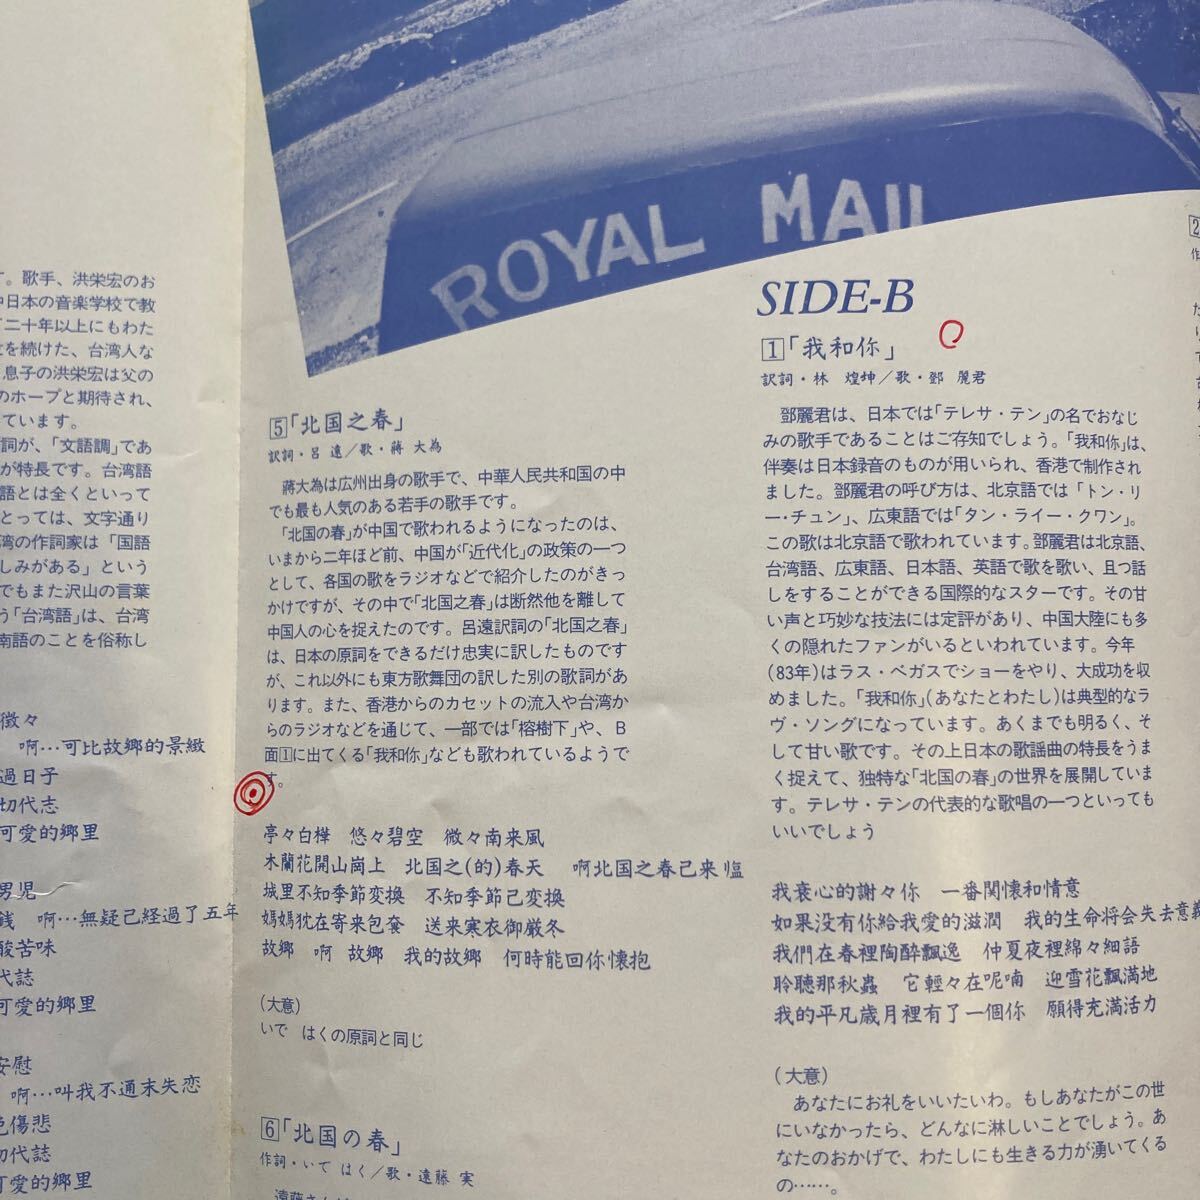 ROYAL MAIL
。歌手、洪栄宏のお
中日本の音楽学校で教
「二十年以上にもわた
を続けた、台湾人な
息子の洪栄宏は父の
のホープと期待され、
ています。
詞が、「文語調」であ
が特長です。台湾語
語とは全くといって
とっては、文字通り
湾の作詞家は「国語
しみがある」という
でもまた沢山の言葉
う「台湾語」は、台湾
南語のことを俗称し
徴々
啊…可比故郷的景緻
過日子
切代志
可愛的郷里
男児
銭 啊…無疑己経過了五年
酸苦味
代誌
可愛的郷里
安慰
啊…叫我不通末失恋
色傷悲
切代誌
可愛的郷里
5「北国之春」
訳詞・呂 遠／歌・蔣 大為
蔣大為は広州出身の歌手で、中華人民共和国の中
でも最も人気のある若手の歌手です。
「北国の春」が中国で歌われるようになったのは、
いまから二年ほど前、中国が「近代化」の政策の一つ
として、各国の歌をラジオなどで紹介したのがきっ
かけですが、その中で「北国之春」は断然他を離して
中国人の心を捉えたのです。呂遠訳詞の「北国之春」
は、日本の原詞をできるだけ忠実に訳したものです
が、これ以外にも東方歌舞団の訳した別の歌詞があ
ります。また、香港からのカセットの流入や台湾か
らのラジオなどを通じて、一部では「榕樹下」や、B
面1に出てくる「我和你」なども歌われているようで
す。
亭々白樺 悠々碧空 微々南来風
木蘭花開山崗上 北国之(的)春天 啊北国之春己来臨
城里不知季節変換 不知季節己変換
媽媽犹在寄来包奁 送来寒衣御厳冬
故郷 啊 故郷 我的故郷 何時能回你懐抱
(大意)
いで はくの原詞と同じ
6「北国の春」
作詞・いで はく／歌・遠藤 実
SIDE-B
1「我和你」
訳詞・林 煌坤／歌・鄧 麗君
鄧麗君は、日本では「テレサ・テン」の名でおなじ
みの歌手であることはご存知でしょう。「我和你」は、
伴奏は日本録音のものが用いられ、香港で制作され
ました。鄧麗君の呼び方は、北京語では「トン・リ
ー・チュン」、広東語では「タン・ライー・クワン」。
この歌は北京語で歌われています。鄧麗君は北京語、
台湾語、広東語、日本語、英語で歌を歌い、且つ話
しをすることができる国際的なスターです。その甘
い声と巧妙な技法には定評があり、中国大陸にも多
くの隠れたファンがいるといわれています。今年
(83年)はラス・ベガスでショーをやり、大成功を収
めました。「我和你」(あなたとわたし)は典型的なラ
ヴ・ソングになっています。あくまでも明るく、そ
して甘い歌です。その上日本の歌謡曲の特長をうま
く捉えて、独特な「北国の春」の世界を展開していま
す。テレサ・テンの代表的な歌唱の一つといっても
いいでしょう
我衰心的謝々你 一番関懐和情意
如果没有你給我愛的滋潤 我的生命将会失去意義
我們在春裡陶酔飄逸 仲夏夜裡綿々細語
聆聴那秋蟲 它軽々在呢喃 迎雪花飄満地
我的平凡歳月裡有了一個你 願得充満活力
(大意)
あなたにお礼をいいたいわ。もしあなたがこの世
にいなかったら、どんなに淋しいことでしょう。あ
なたのおかげで、わたしにも生きる力が湧いてくる
の……。